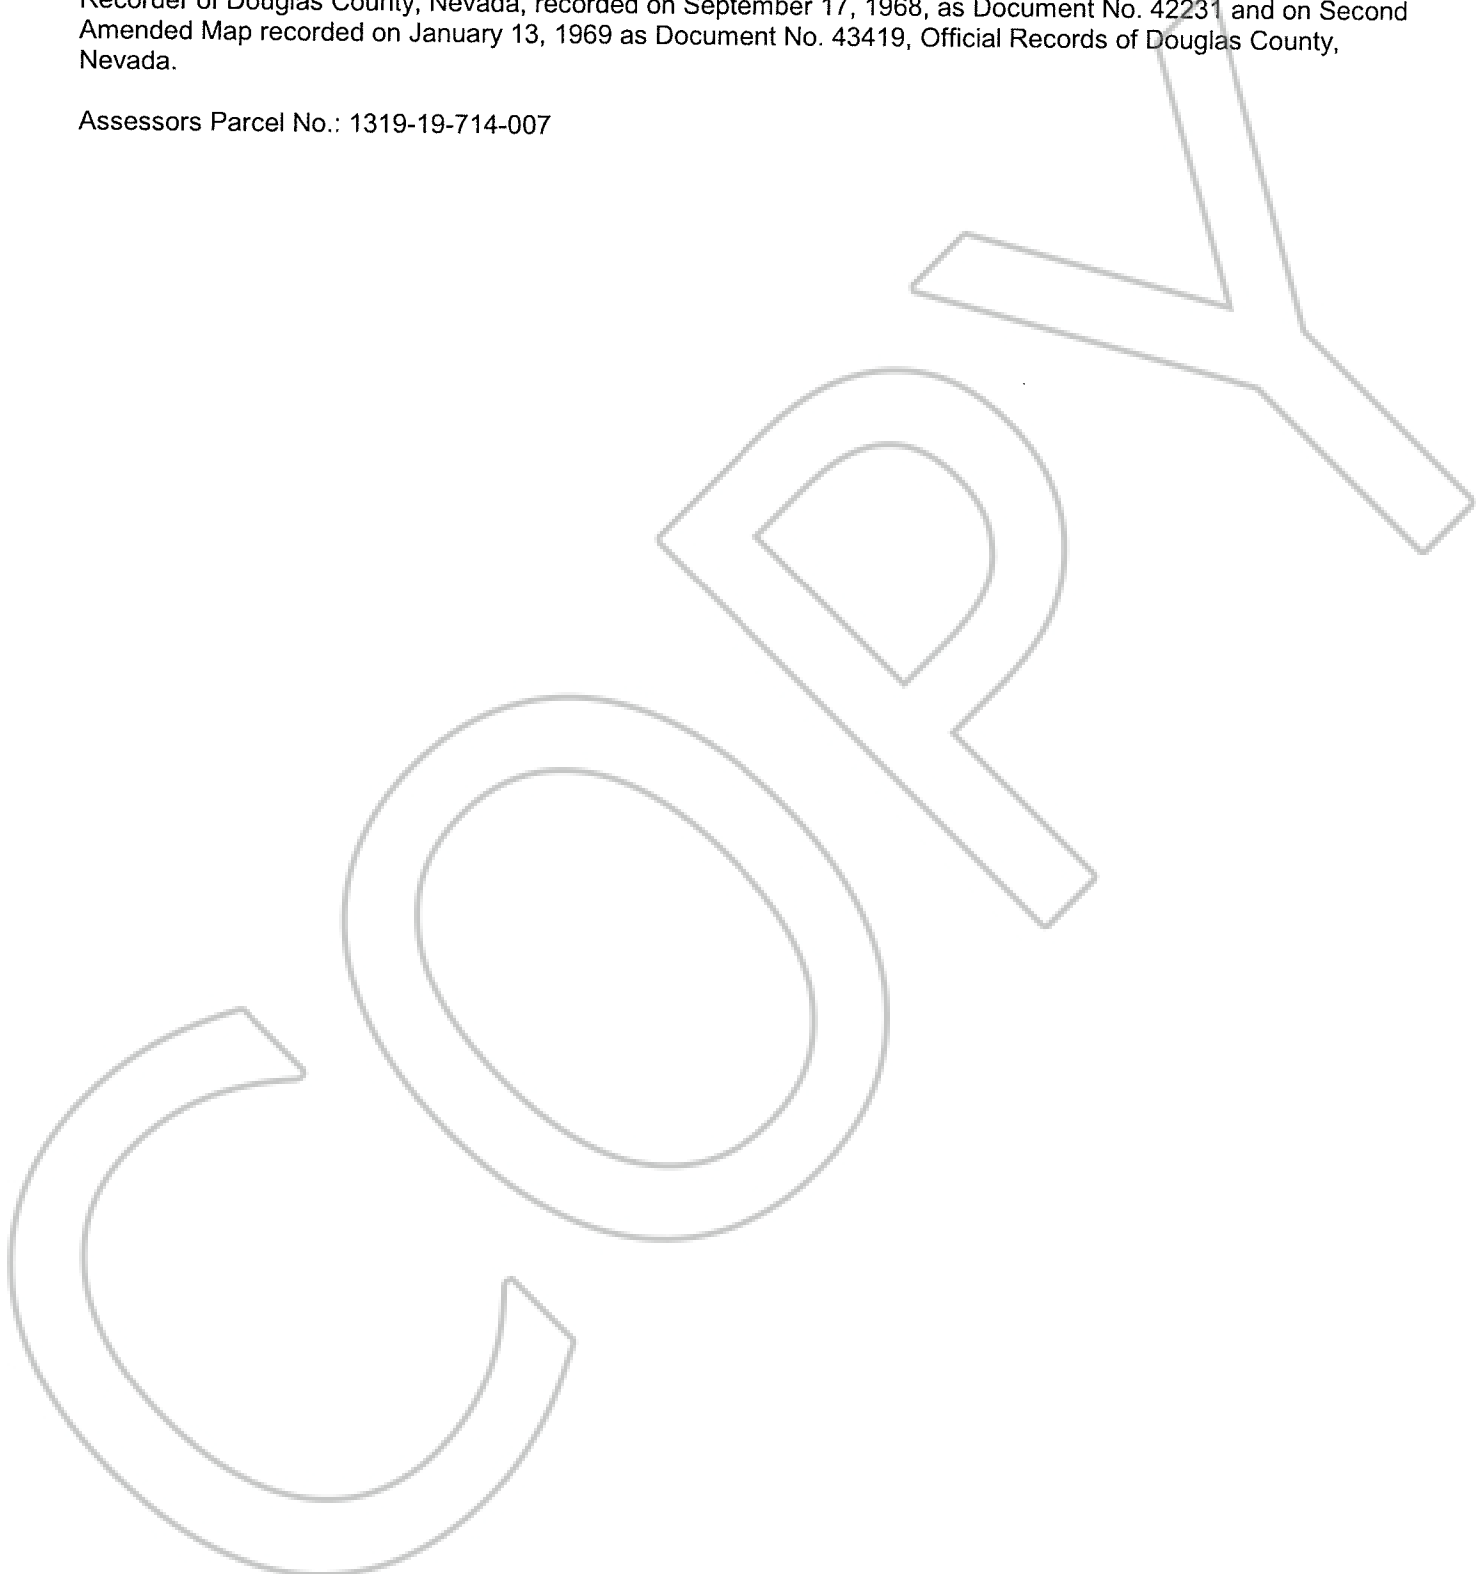 Recorder of Douglas County, Nevada, recorded on September 17, 1968, as Document No. 42231 and on Second
Amended Map recorded on January 13, 1969 as Document No. 43419, Official Records of Douglas County,
Nevada.
Assessors Parcel No.: 1319-19-714-007
COPY